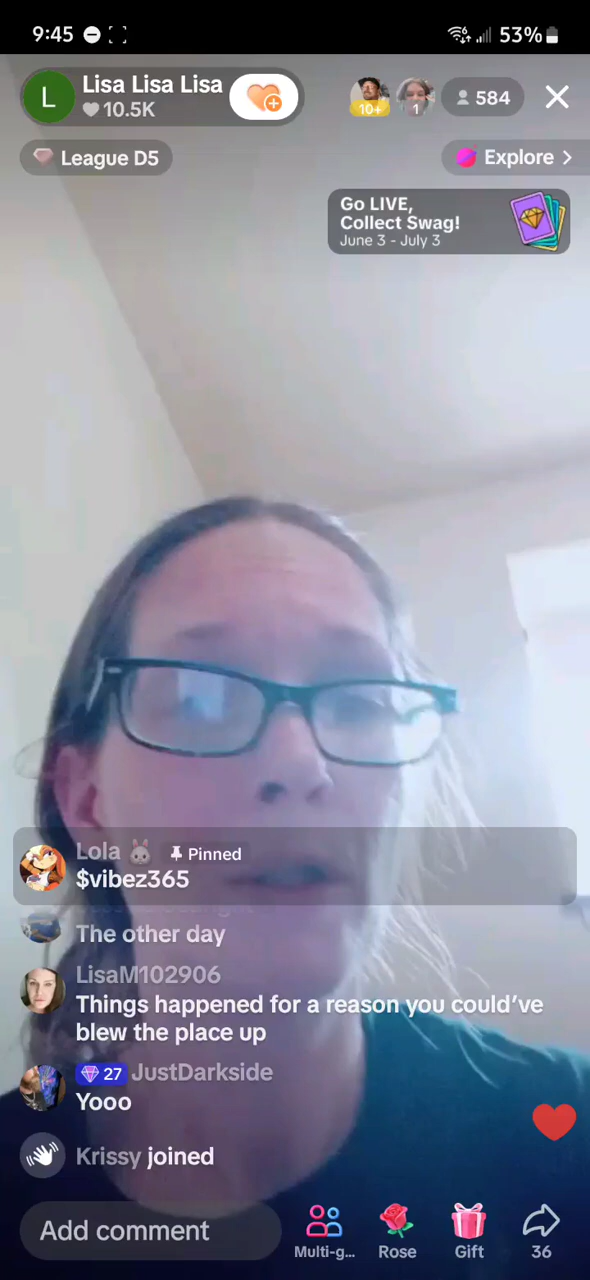 9:45
53%
L
Lisa Lisa Lisa
10.5K
10+
1
584
League D5
Explore
Go LIVE,
Collect Swag!
June 3 - July 3
Lola
Pinned
$vibez365
The other day
LisaM102906
Things happened for a reason you could've
blew the place up
27 JustDarkside
Yooo
Krissy joined
Add comment
Multi-g...
Rose
Gift
36